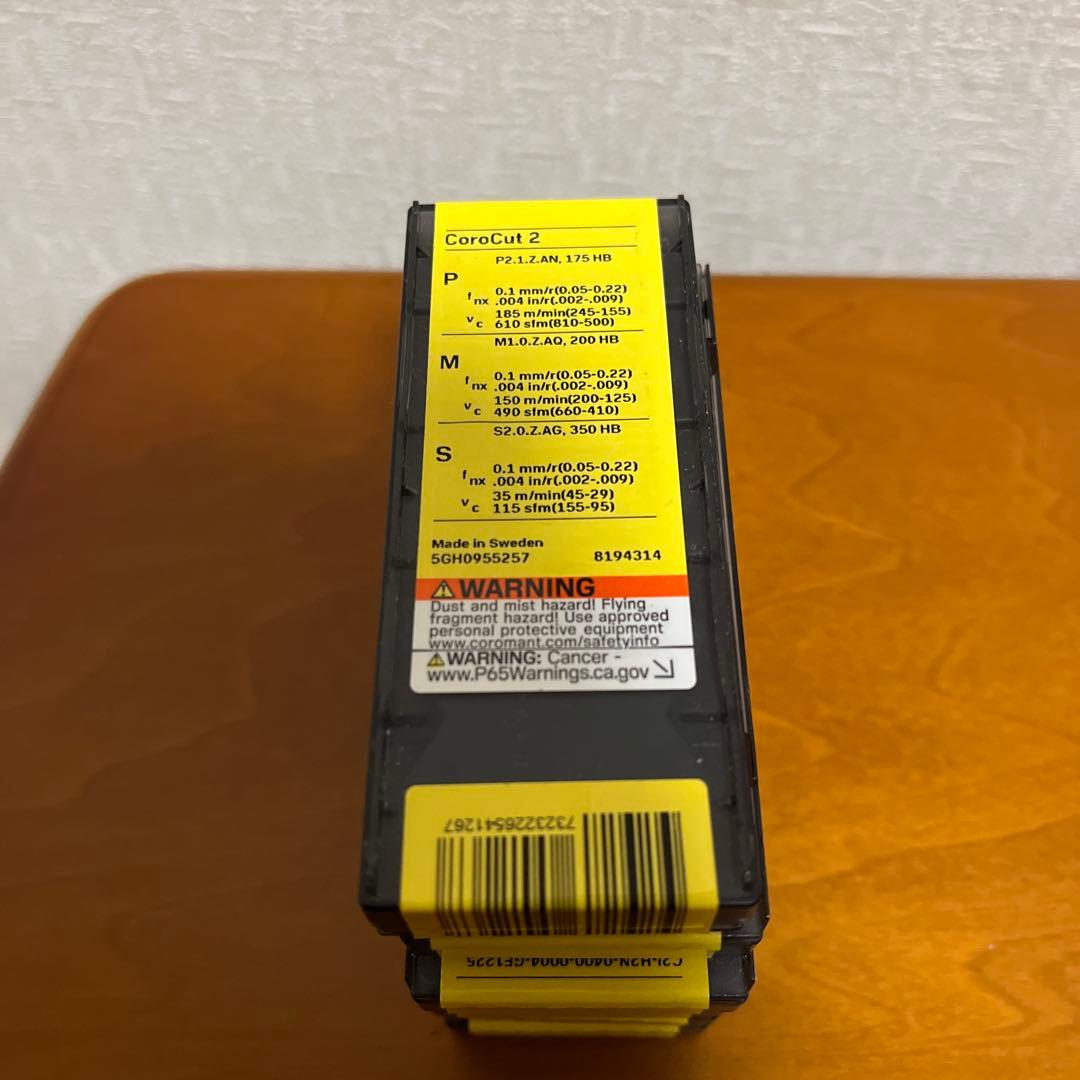 CoroCut 2
P2.1.Z.AN, 175 HB
P
fnx 0.1 mm/r(0.05-0.22)
.004 in/r(.002-.009)
vc 185 m/min(245-155)
610 sfm(810-500)
M1.0.Z.AQ, 200 HB
M
fnx 0.1 mm/r(0.05-0.22)
.004 in/r(.002-.009)
vc 150 m/min(200-125)
490 sfm(660-410)
S2.0.Z.AG, 350 HB
S
fnx 0.1 mm/r(0.05-0.22)
.004 in/r(.002-.009)
vc 35 m/min(45-29)
115 sfm(155-95)
Made in Sweden
5GH0955257 8194314
WARNING
Dust and mist hazard! Flying
fragment hazard! Use approved
personal protective equipment
www.coromant.com/safetyinfo
WARNING: Cancer -
www.P65Warnings.ca.gov
7323226541267